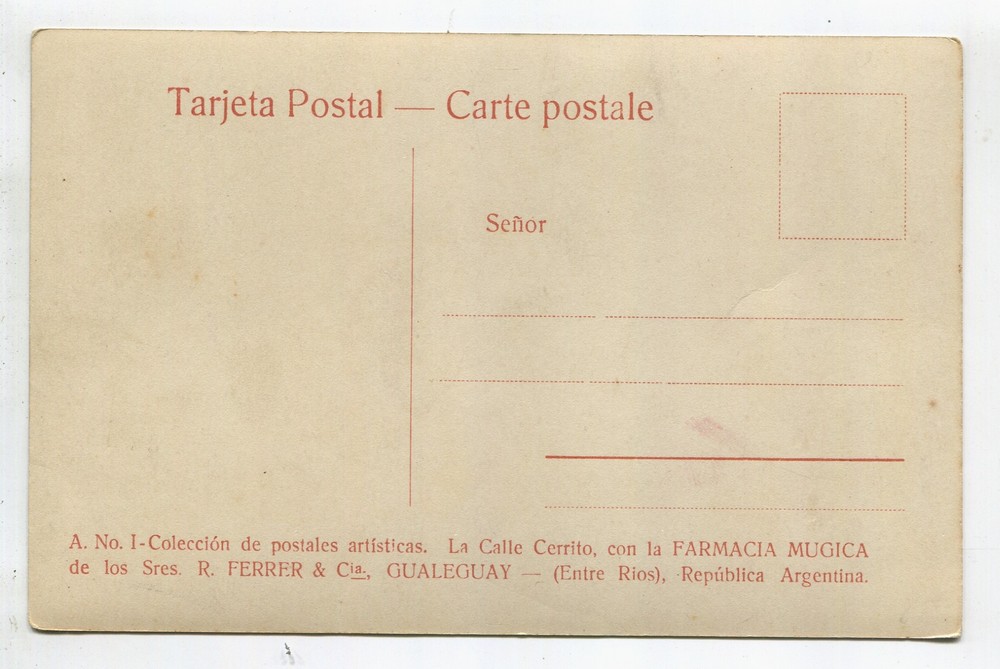 Tarjeta Postal — Carte postale
Señor
A. No. I-Colección de postales artísticas. La Calle Cerrito, con la FARMACIA MUGICA
de los Sres. R. FERRER & Cia., GUALEGUAY — (Entre Rios), República Argentina.